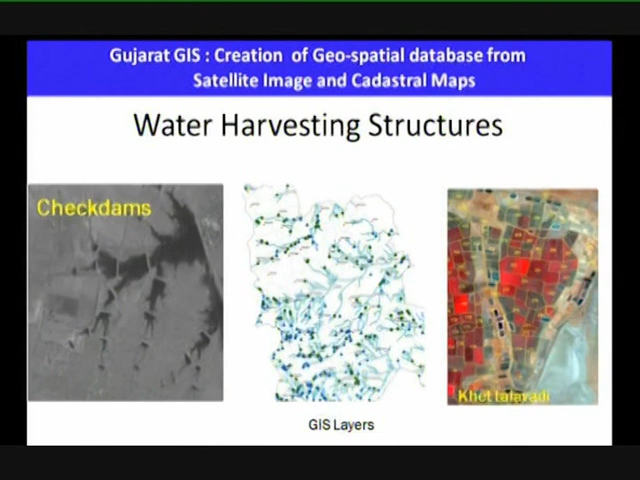 Gujarat GIS : Creation of Geo-spatial database from
Satellite Image and Cadastral Maps
Water Harvesting Structures
Checkdams
Khet talavadi
GIS Layers